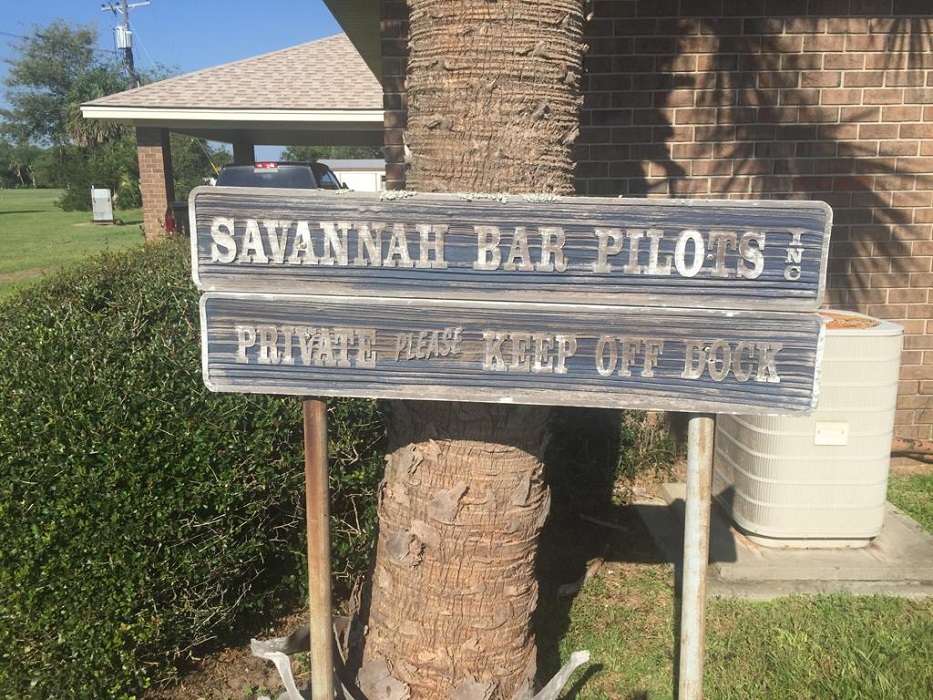 SAVANNAH BAR PILOTS INC
PRIVATE PLEASE KEEP OFF DOCK